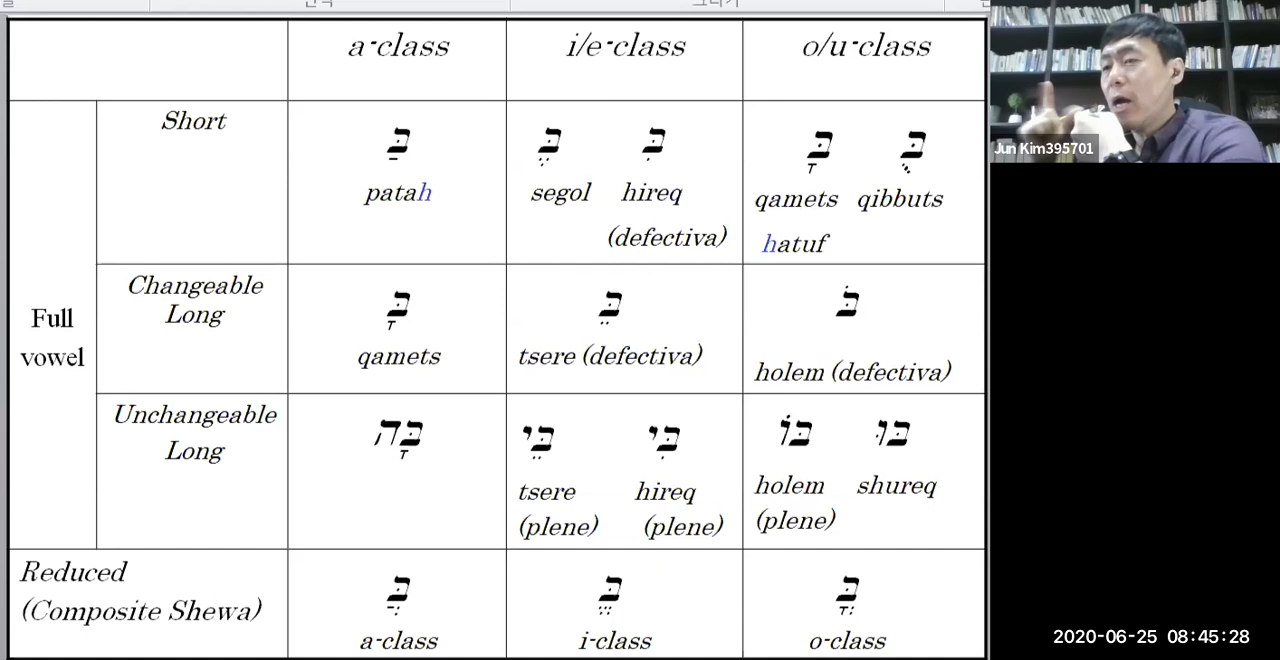 a-class i/e-class o/u-class
Short
בַּ בֶּ בִּ בָּ בֻּ
patah segol hireq qamets qibbuts
(defectiva) hatuf
Changeable
Long
Full
vowel
בָּ בֵּ בֹּ
qamets tsere (defectiva) holem (defectiva)
Unchangeable
Long
בָּה בֵּי בִּי בּוֹ בּוּ
tsere hireq holem shureq
(plene) (plene) (plene)
Reduced
(Composite Shewa)
בֲּ בֱּ בֳּ
a-class i-class o-class
Jun Kim395701
2020-06-25 08:45:28